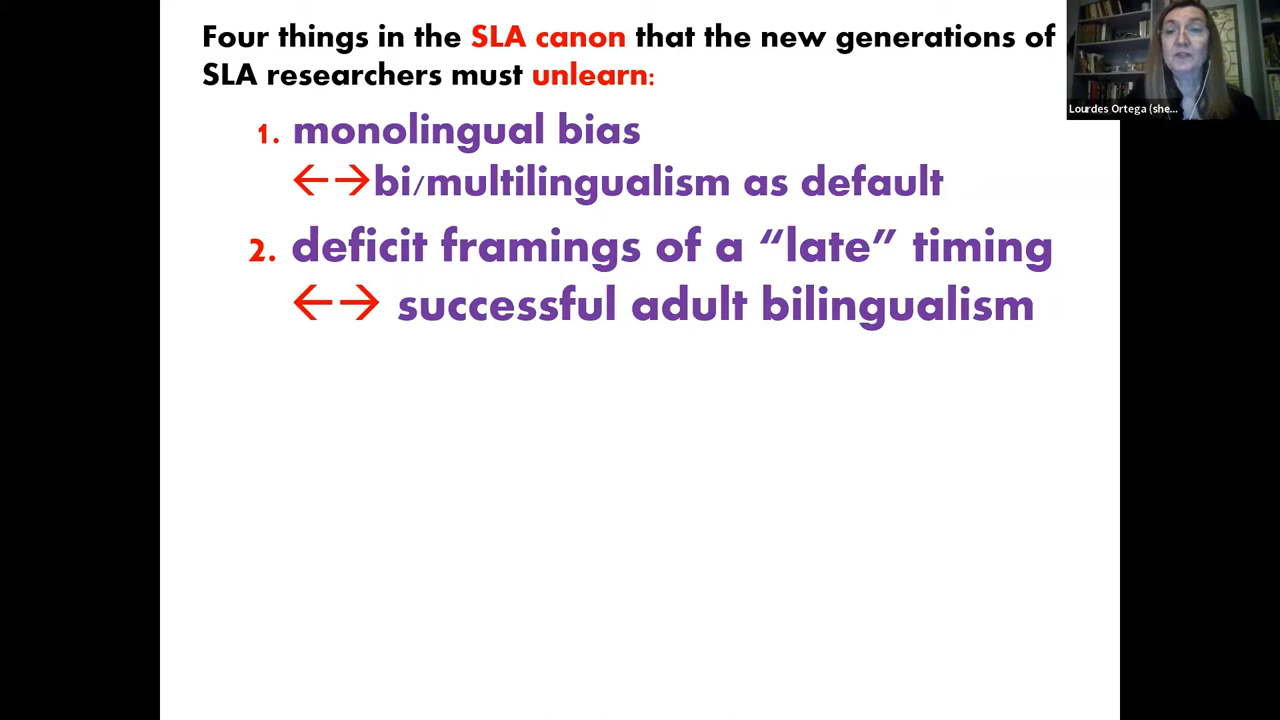 Four things in the SLA canon that the new generations of
SLA researchers must unlearn:
1. monolingual bias
←→bi/multilingualism as default
2. deficit framings of a “late” timing
←→ successful adult bilingualism
Lourdes Ortega (she...